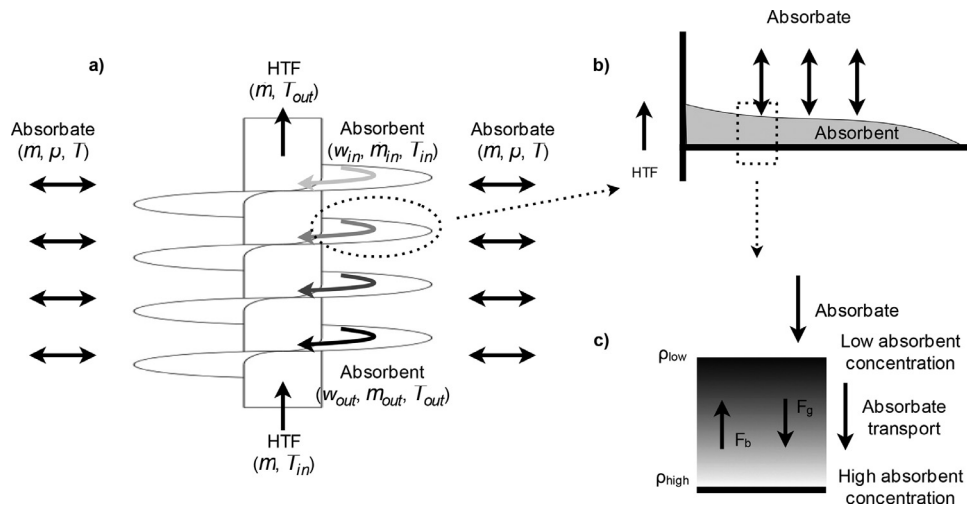 a)
HTF
(ṁ, Tout)
Absorbate
(ṁ, p, T)
Absorbent
(win, ṁin, Tin)
Absorbate
(ṁ, p, T)
Absorbent
(wout, ṁout, Tout)
HTF
(ṁ, Tin)
b)
Absorbate
Absorbent
HTF
Absorbate
c)
Low absorbent
concentration
ρlow
Fg
Fb
Absorbate
transport
ρhigh
High absorbent
concentration